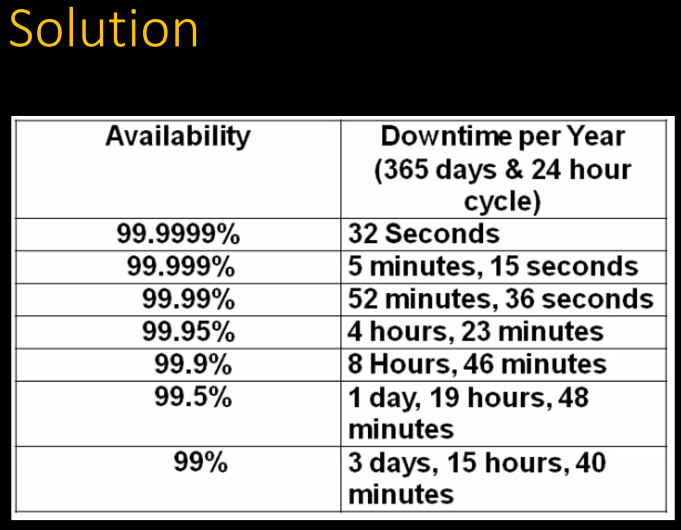 Solution
Availability
Downtime per Year
(365 days & 24 hour
cycle)
99.9999%
32 Seconds
99.999%
5 minutes, 15 seconds
99.99%
52 minutes, 36 seconds
99.95%
4 hours, 23 minutes
99.9%
8 Hours, 46 minutes
99.5%
1 day, 19 hours, 48
minutes
99%
3 days, 15 hours, 40
minutes